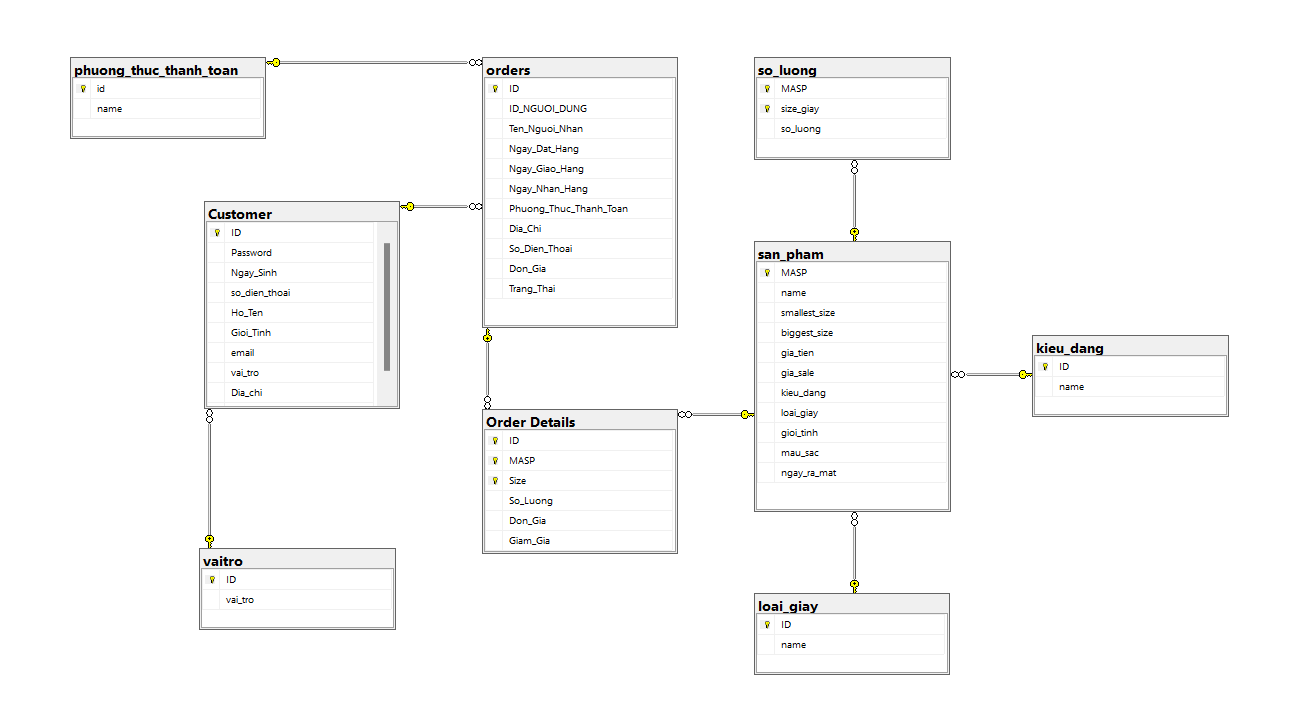 phuong_thuc_thanh_toan
id
name
orders
ID
ID_NGUOI_DUNG
Ten_Nguoi_Nhan
Ngay_Dat_Hang
Ngay_Giao_Hang
Ngay_Nhan_Hang
Phuong_Thuc_Thanh_Toan
Dia_Chi
So_Dien_Thoai
Don_Gia
Trang_Thai
so_luong
MASP
size_giay
so_luong
Customer
ID
Password
Ngay_Sinh
so_dien_thoai
Ho_Ten
Gioi_Tinh
email
vai_tro
Dia_chi
san_pham
MASP
name
smallest_size
biggest_size
gia_tien
gia_sale
kieu_dang
loai_giay
gioi_tinh
mau_sac
ngay_ra_mat
kieu_dang
ID
name
Order Details
ID
MASP
Size
So_Luong
Don_Gia
Giam_Gia
vaitro
ID
vai_tro
loai_giay
ID
name